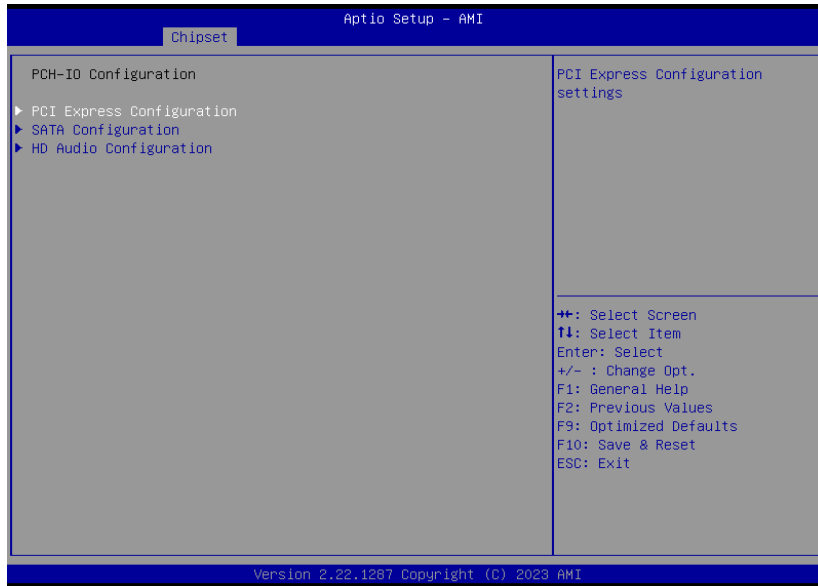 Aptio Setup – AMI
Chipset
PCH-IO Configuration
▶ PCI Express Configuration
▶ SATA Configuration
▶ HD Audio Configuration
PCI Express Configuration
settings
→←: Select Screen
↑↓: Select Item
Enter: Select
+/- : Change Opt.
F1: General Help
F2: Previous Values
F9: Optimized Defaults
F10: Save & Reset
ESC: Exit
Version 2.22.1287 Copyright (C) 2023 AMI